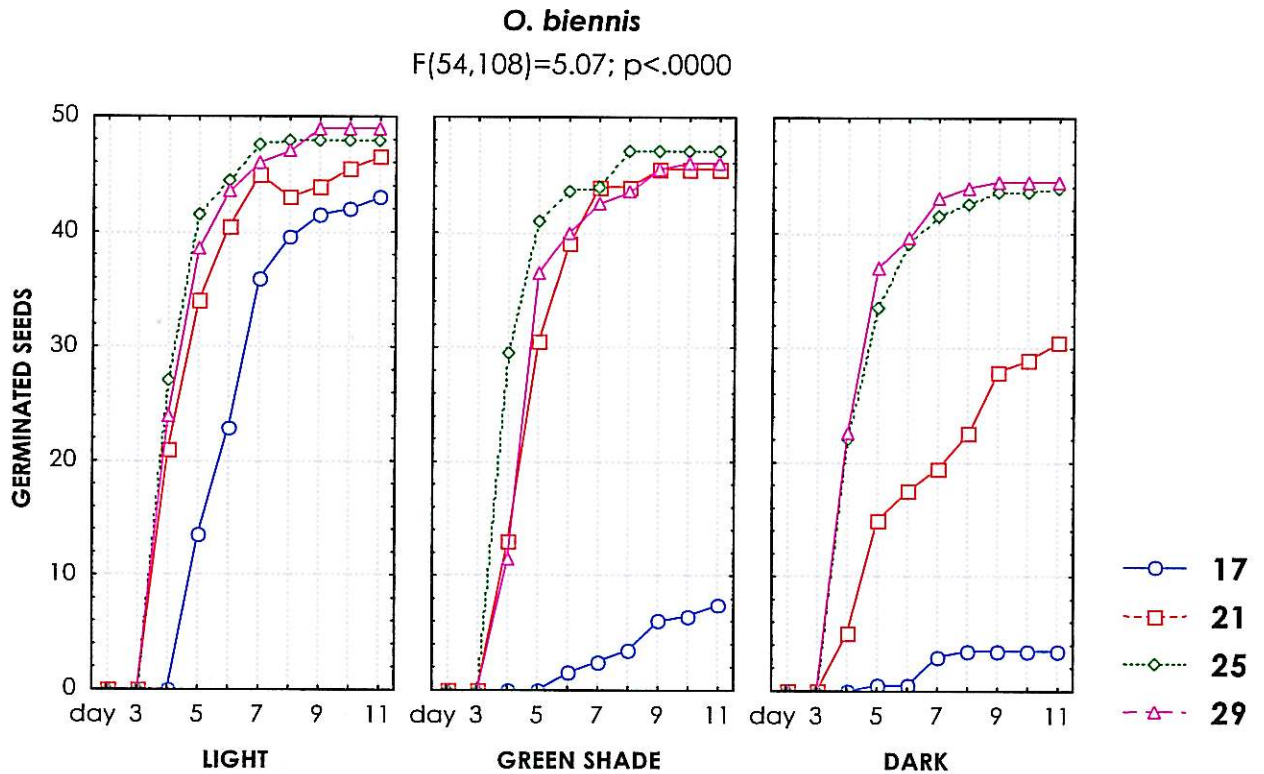 O. biennis
F(54,108)=5.07; p<.0000
GERMINATED SEEDS
50
40
30
20
10
0
day 3 5 7 9 11
LIGHT
day 3 5 7 9 11
GREEN SHADE
day 3 5 7 9 11
DARK
17
21
25
29